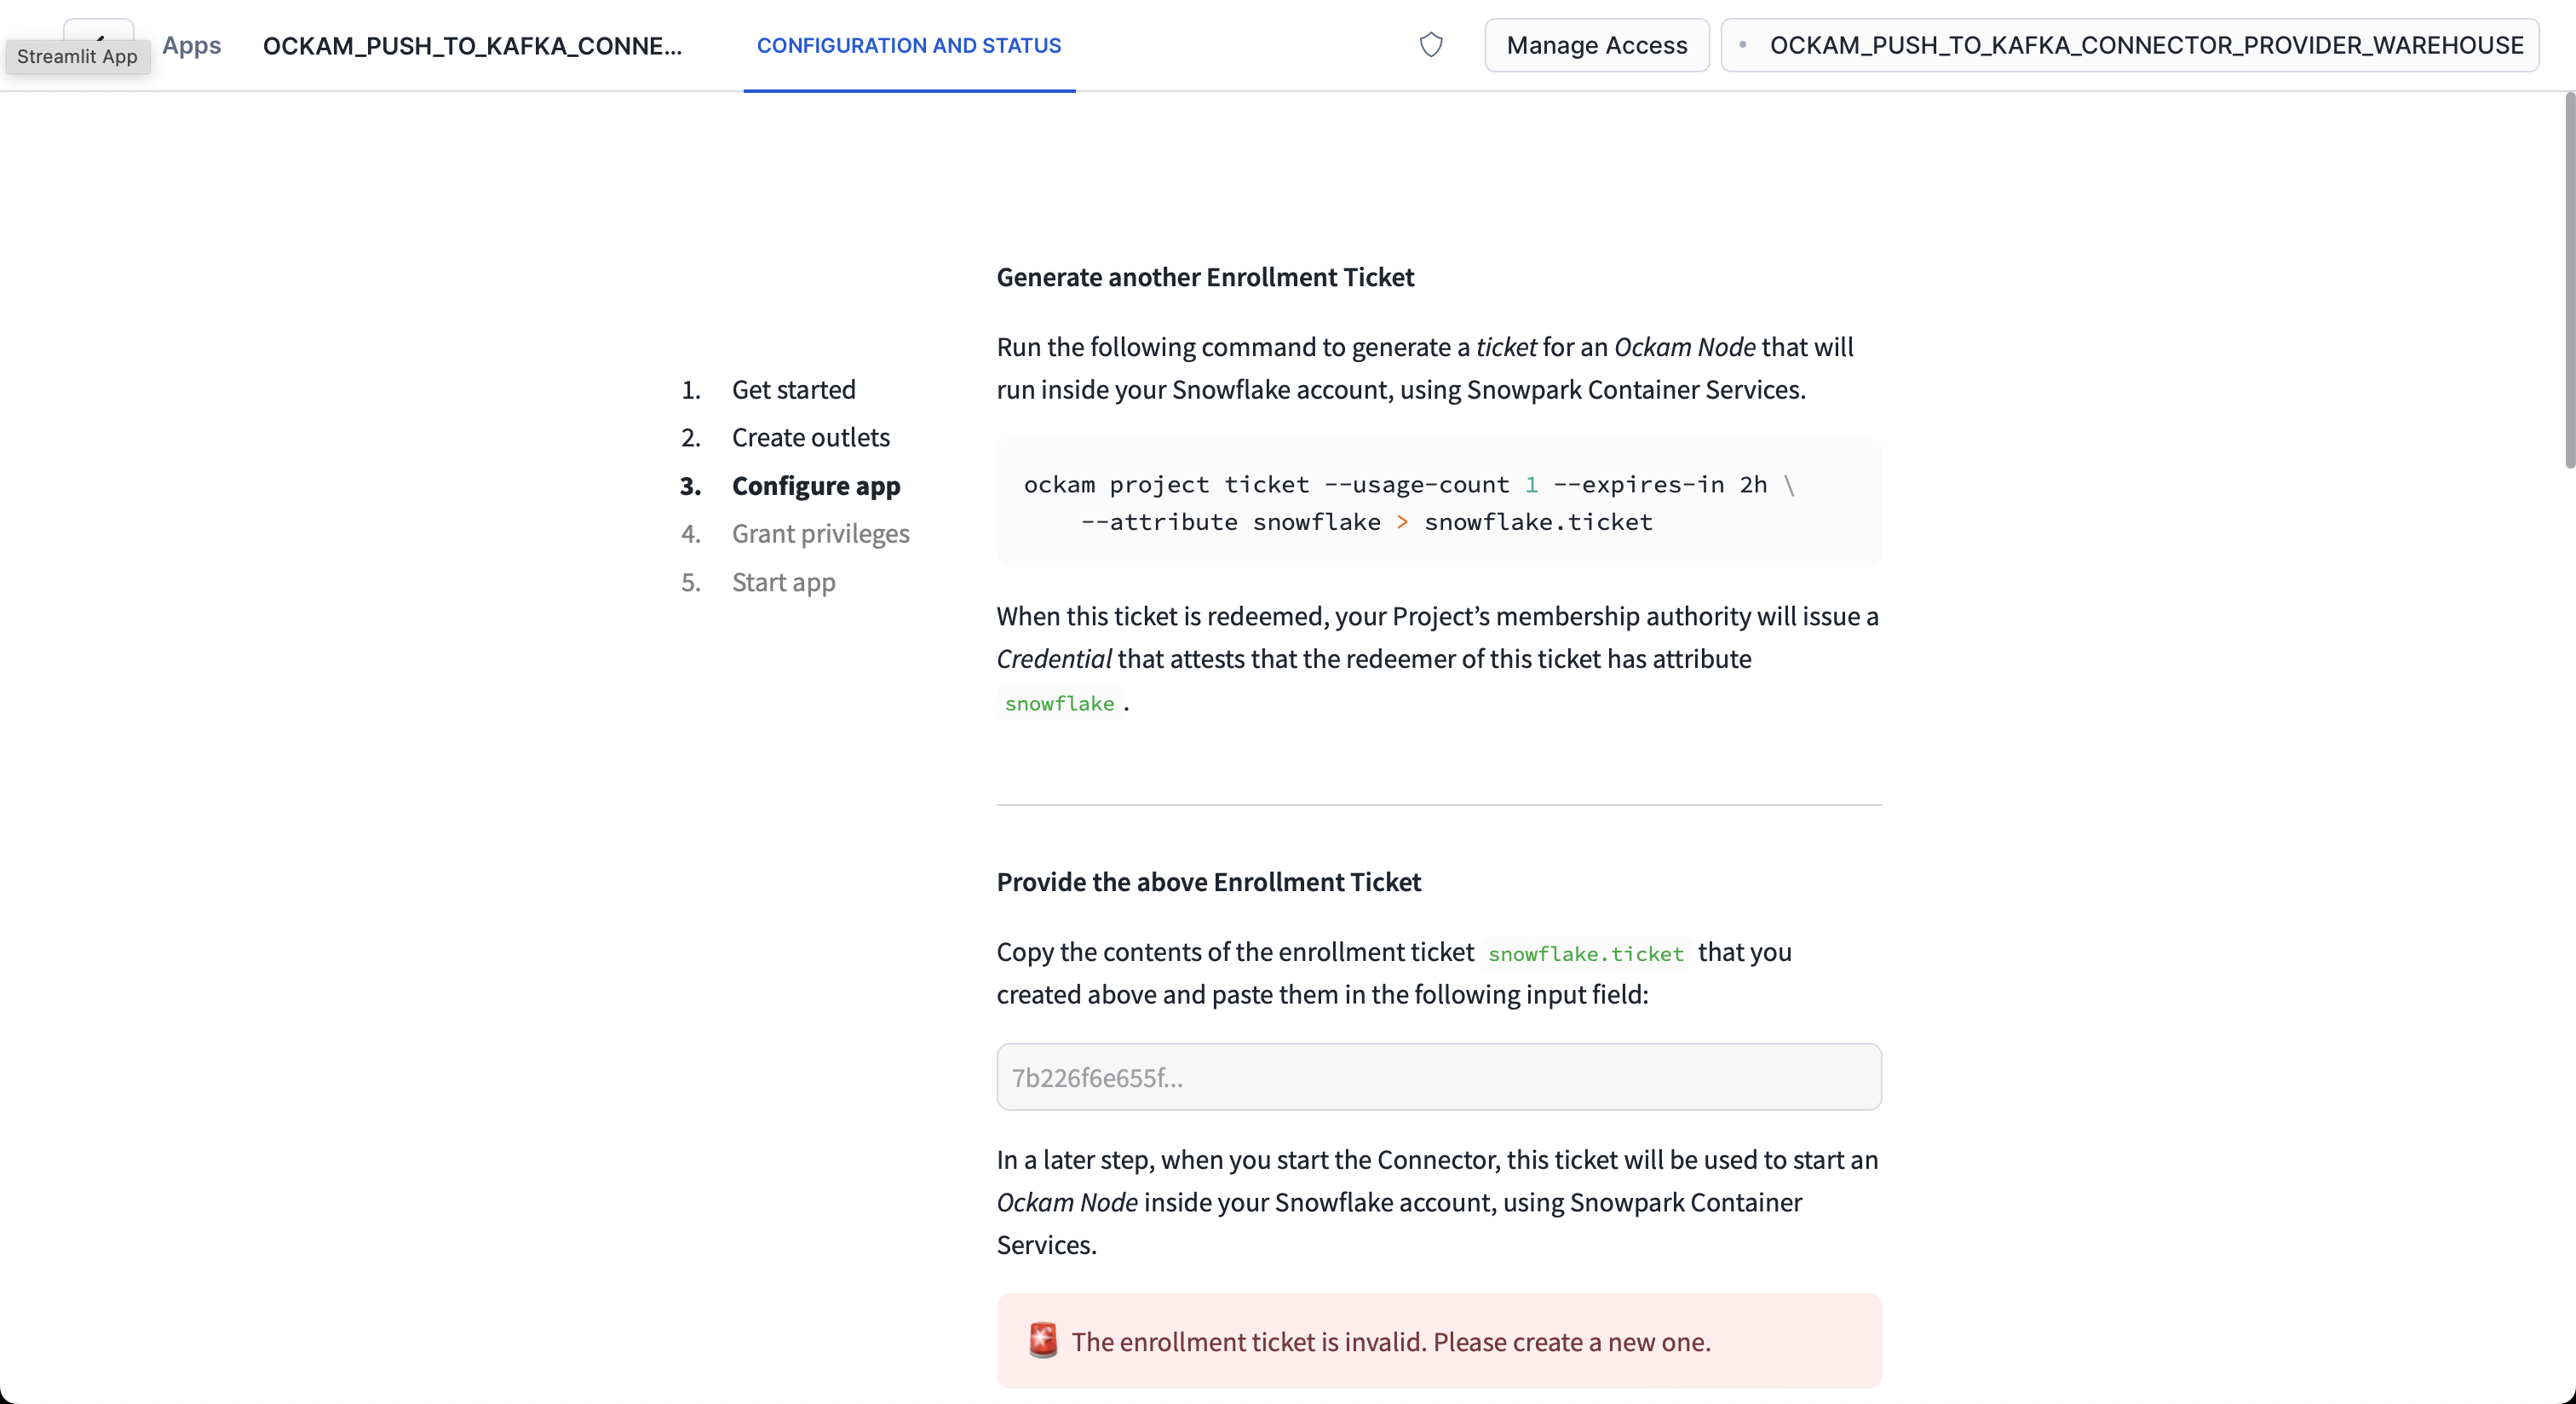 Streamlit App
Apps
OCKAM_PUSH_TO_KAFKA_CONNE...
CONFIGURATION AND STATUS
Manage Access
OCKAM_PUSH_TO_KAFKA_CONNECTOR_PROVIDER_WAREHOUSE
1. Get started
2. Create outlets
3. Configure app
4. Grant privileges
5. Start app
Generate another Enrollment Ticket
Run the following command to generate a ticket for an Ockam Node that will
run inside your Snowflake account, using Snowpark Container Services.
ockam project ticket --usage-count 1 --expires-in 2h \
--attribute snowflake > snowflake.ticket
When this ticket is redeemed, your Project’s membership authority will issue a
Credential that attests that the redeemer of this ticket has attribute
snowflake .
Provide the above Enrollment Ticket
Copy the contents of the enrollment ticket snowflake.ticket that you
created above and paste them in the following input field:
7b226f6e655f...
In a later step, when you start the Connector, this ticket will be used to start an
Ockam Node inside your Snowflake account, using Snowpark Container
Services.
The enrollment ticket is invalid. Please create a new one.